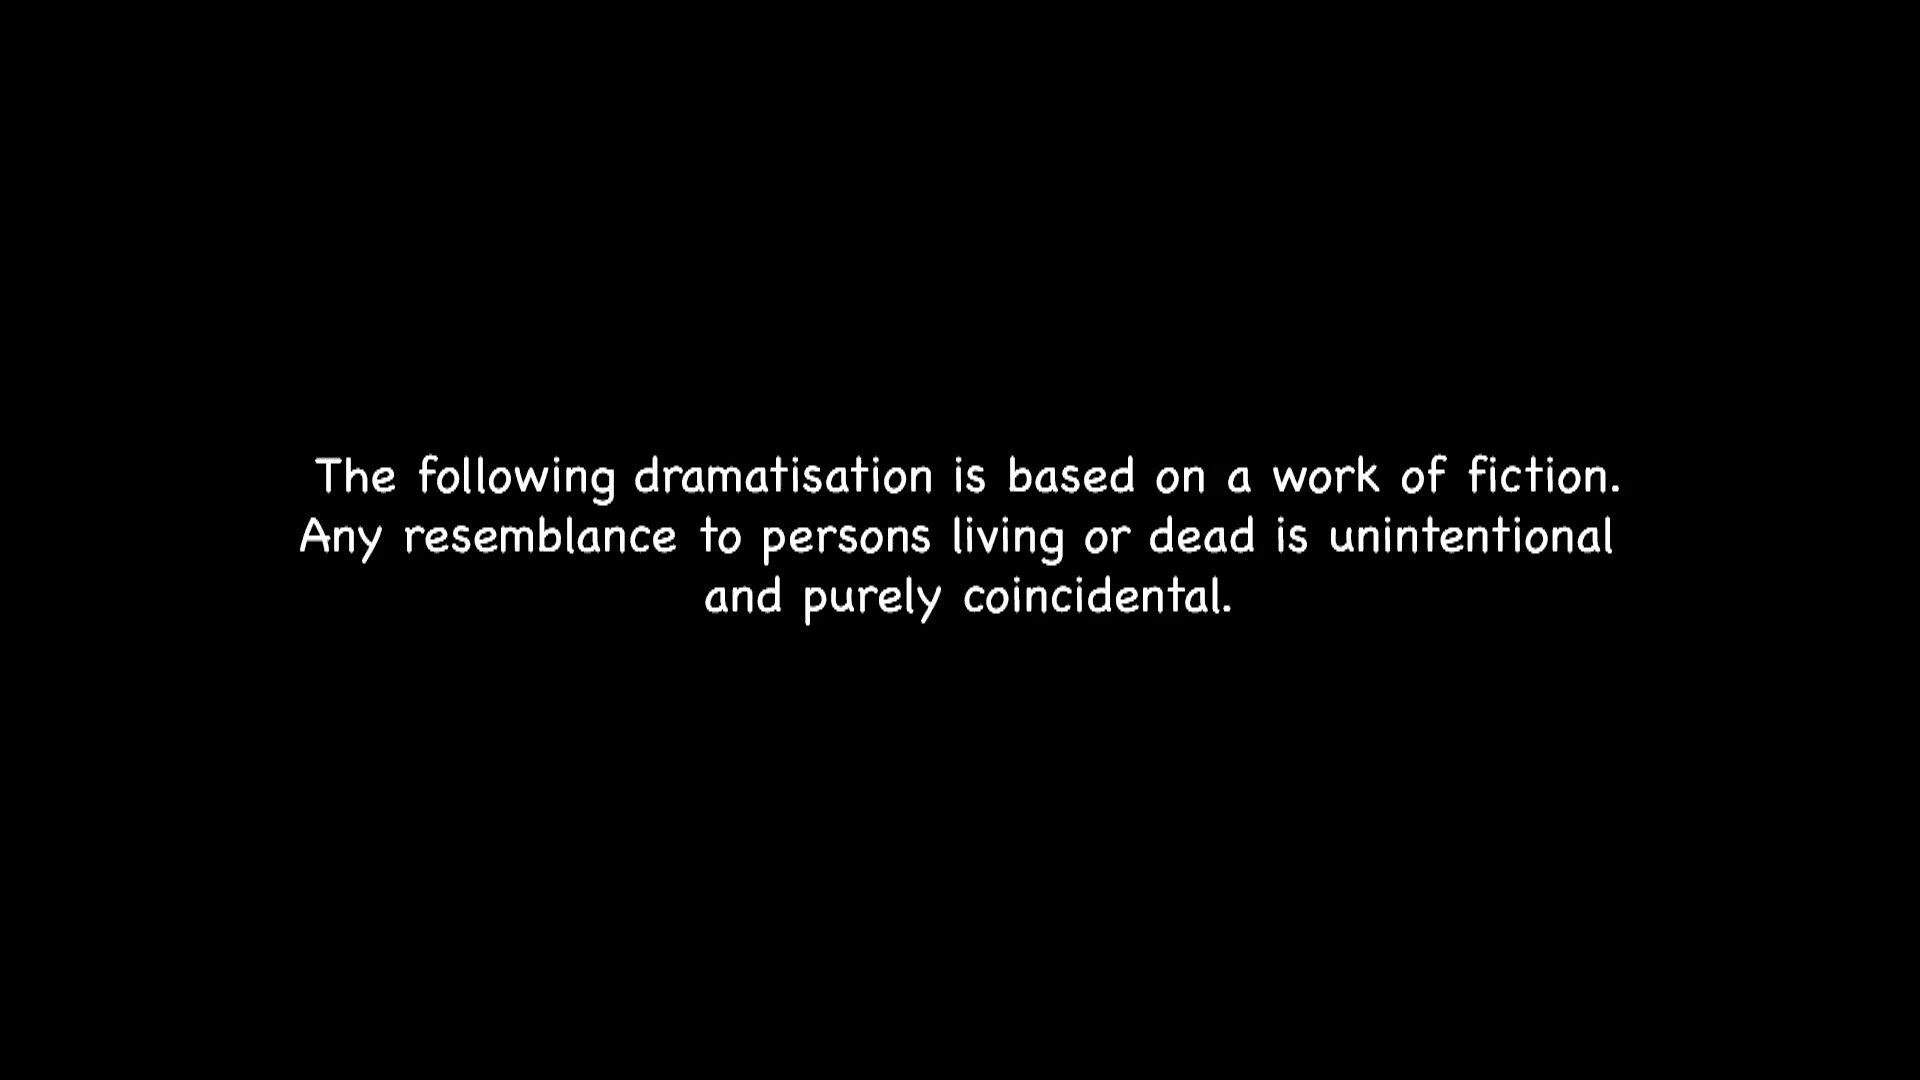 The following dramatisation is based on a work of fiction.
Any resemblance to persons living or dead is unintentional
and purely coincidental.